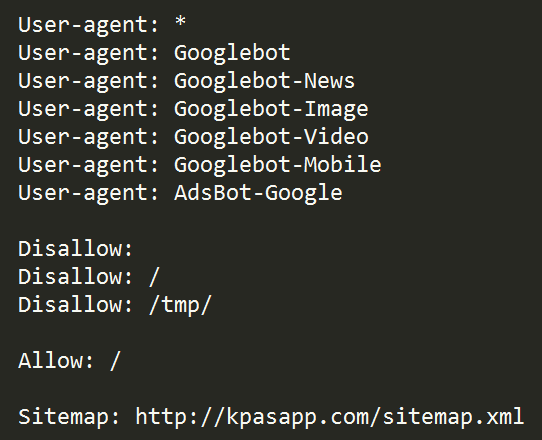 User-agent: *
User-agent: Googlebot
User-agent: Googlebot-News
User-agent: Googlebot-Image
User-agent: Googlebot-Video
User-agent: Googlebot-Mobile
User-agent: AdsBot-Google
Disallow:
Disallow: /
Disallow: /tmp/
Allow: /
Sitemap: http://kpasapp.com/sitemap.xml